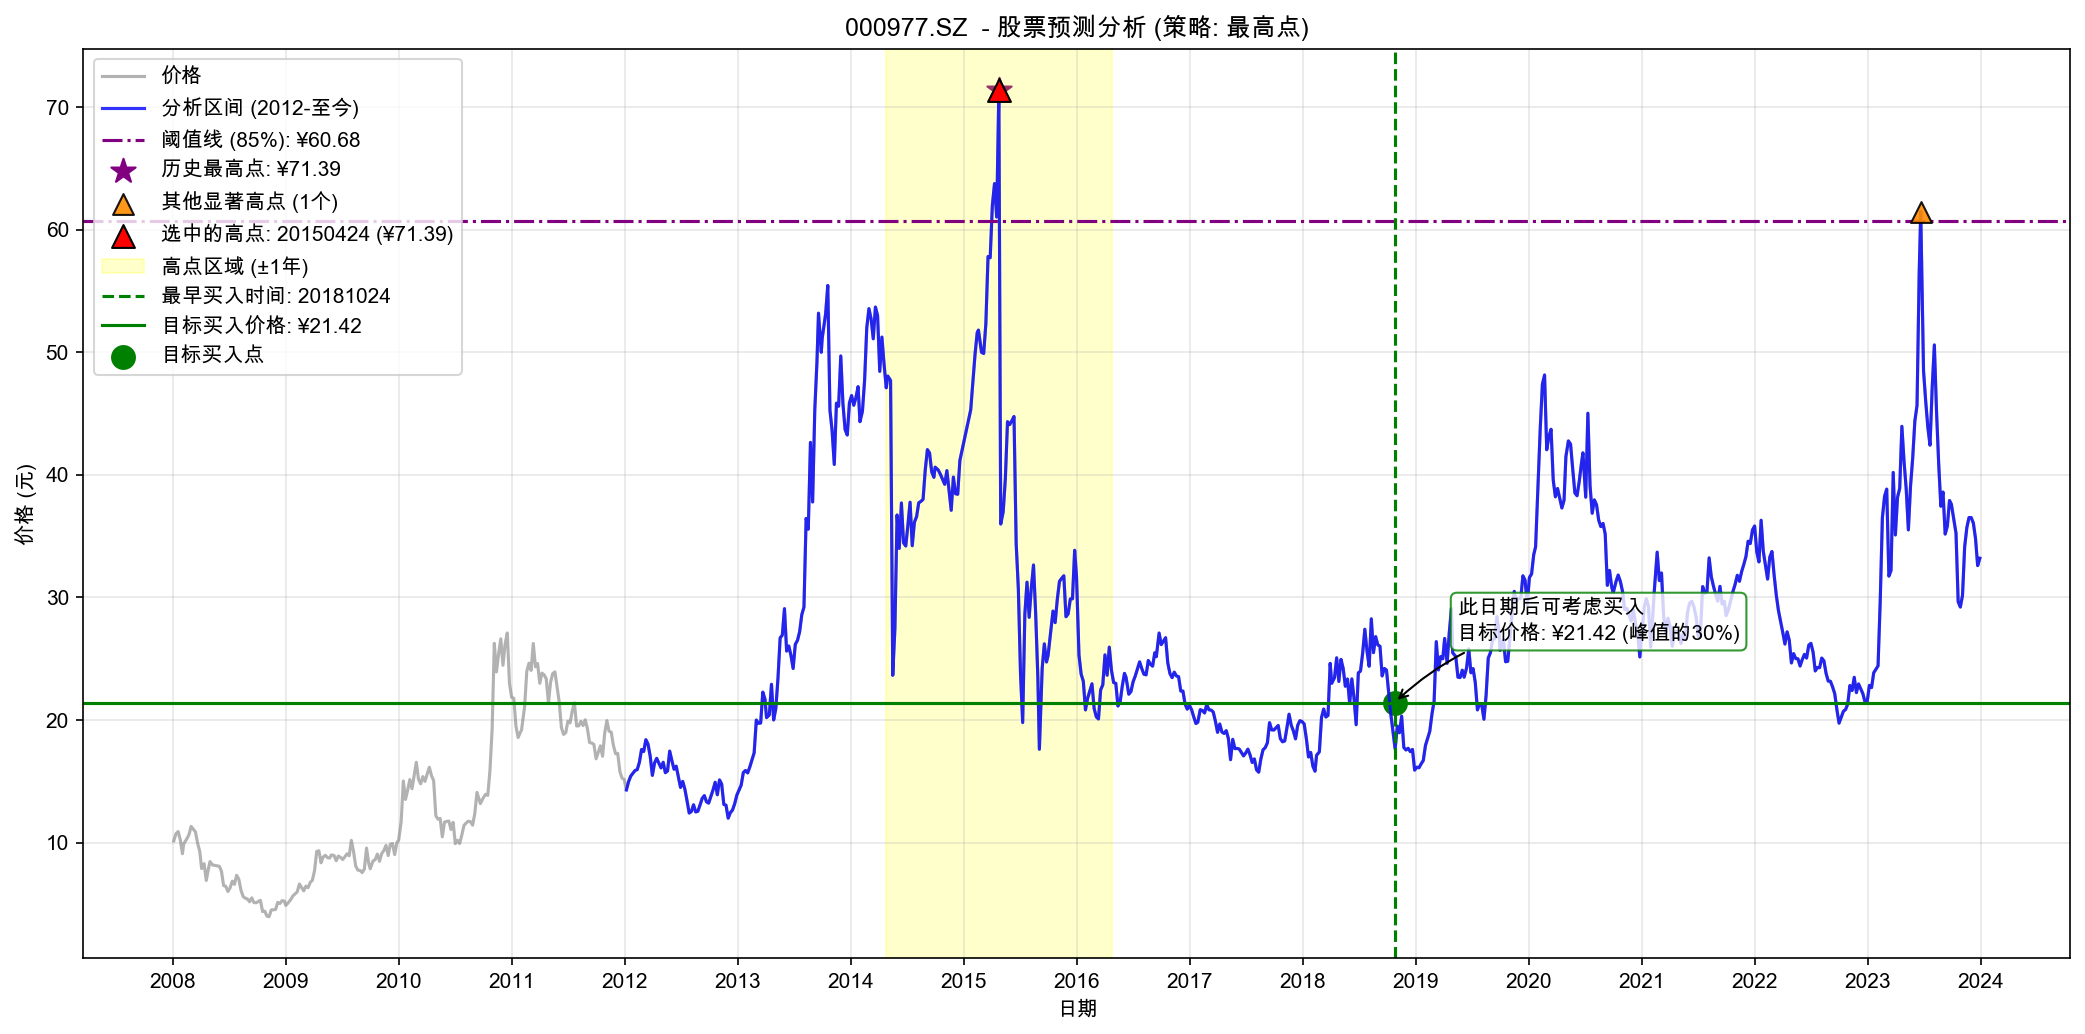 000977.SZ - 股票预测分析 (策略: 最高点)
价格
分析区间 (2012-至今)
阈值线 (85%): ¥60.68
历史最高点: ¥71.39
其他显著高点 (1个)
选中的高点: 20150424 (¥71.39)
高点区域 (±1年)
最早买入时间: 20181024
目标买入价格: ¥21.42
目标买入点
价格 (元)
70
60
50
40
30
20
10
此日期后可考虑买入
目标价格: ¥21.42 (峰值的30%)
2008 2009 2010 2011 2012 2013 2014 2015 2016 2017 2018 2019 2020 2021 2022 2023 2024
日期